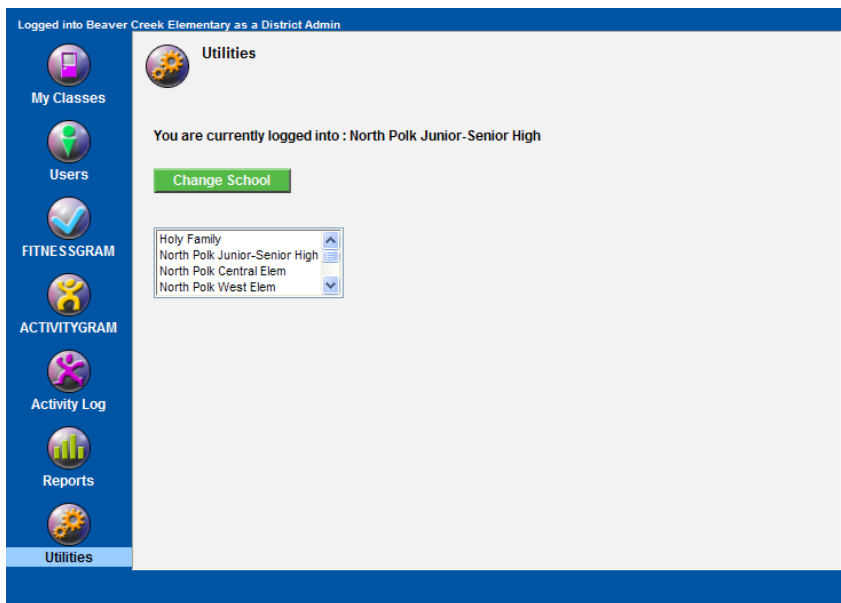 Logged into Beaver Creek Elementary as a District Admin
My Classes
Users
FITNESSGRAM
ACTIVITYGRAM
Activity Log
Reports
Utilities
Utilities
You are currently logged into : North Polk Junior-Senior High
Change School
Holy Family
North Polk Junior-Senior High
North Polk Central Elem
North Polk West Elem